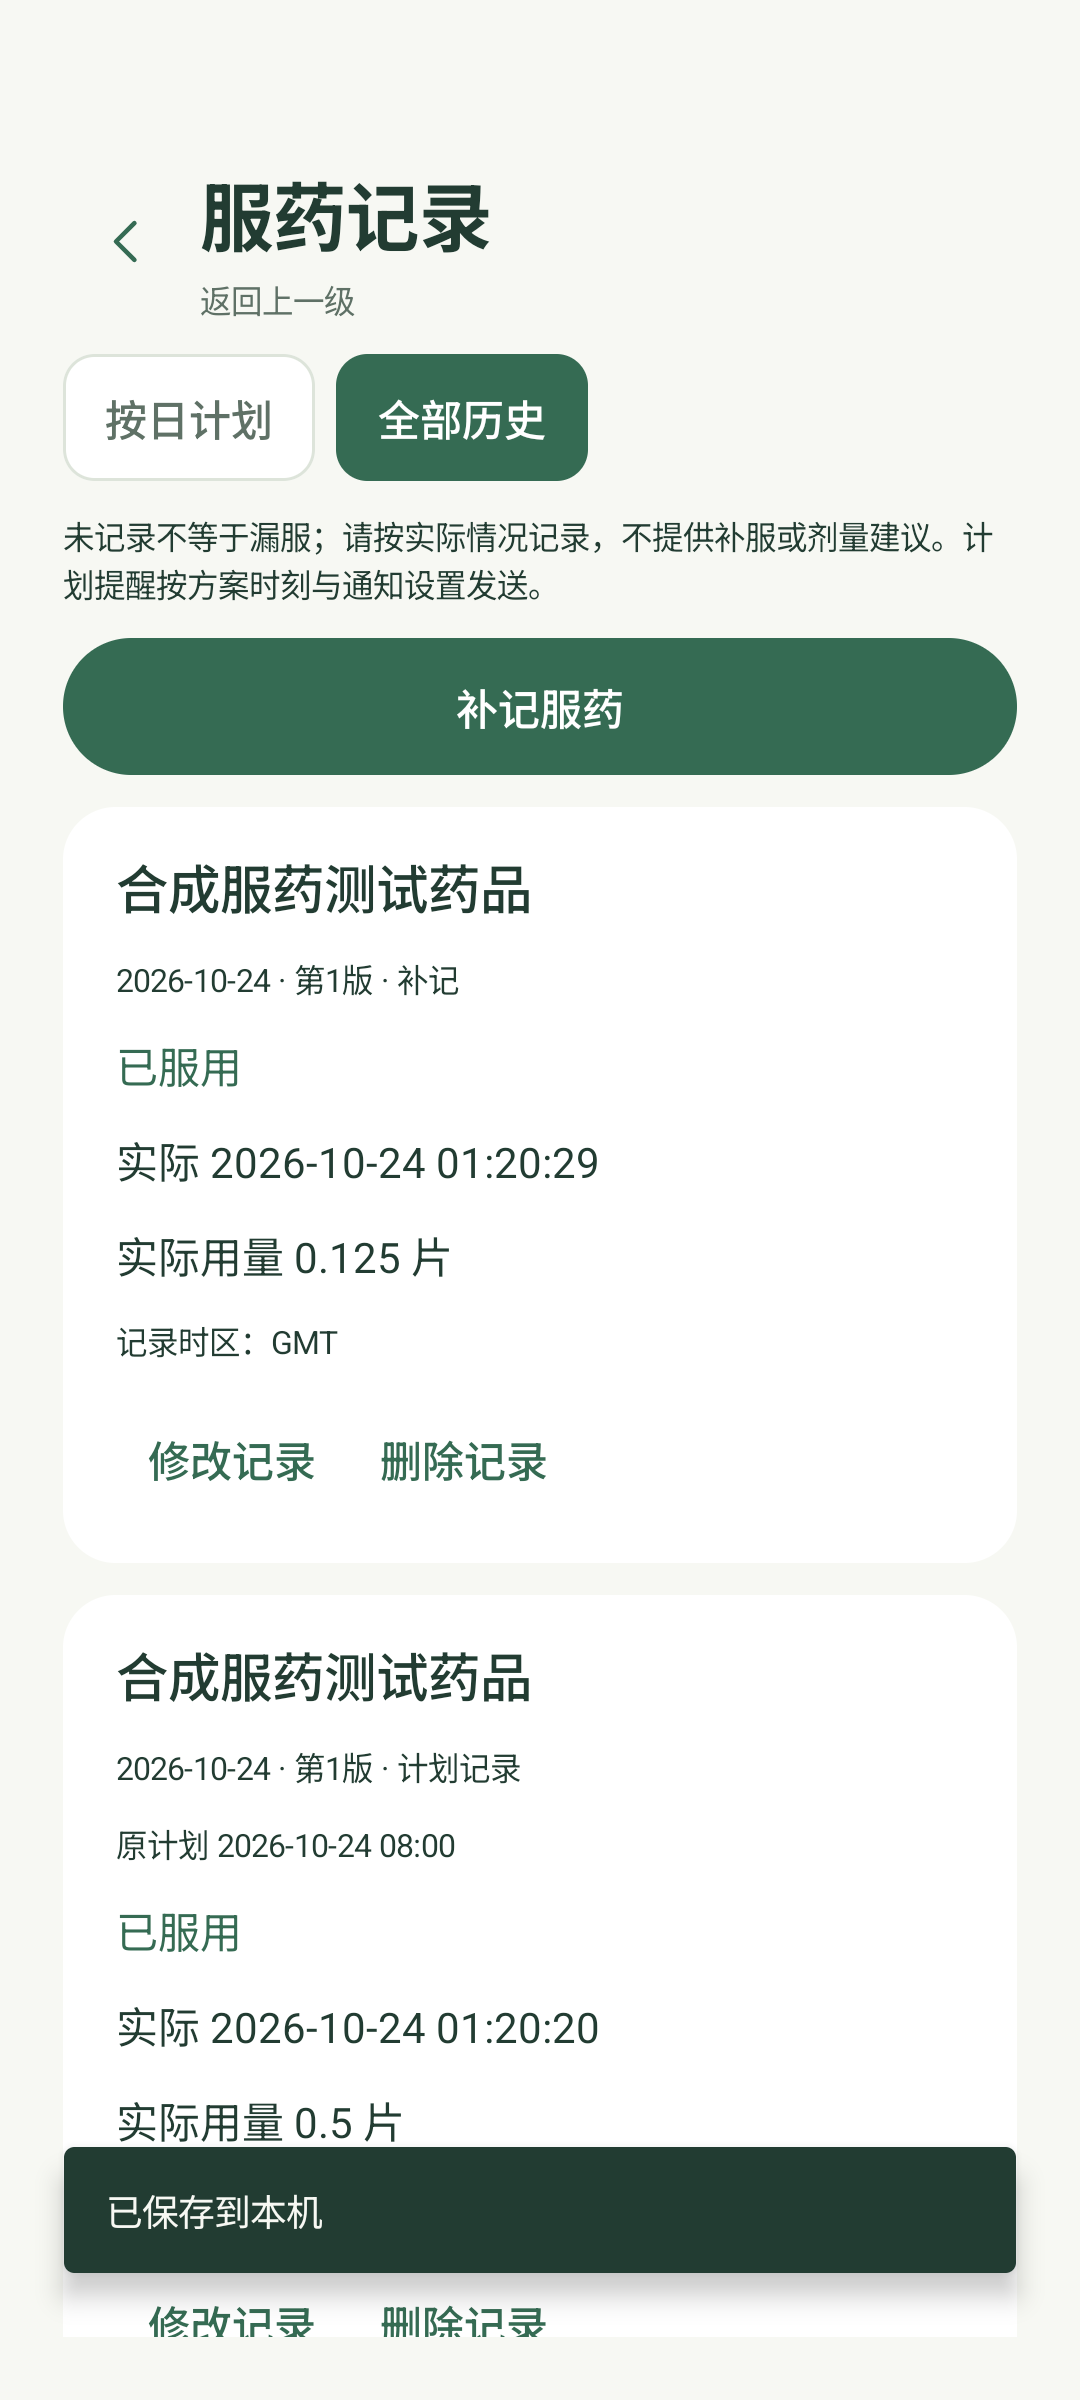 服药记录
返回上一级
按日计划
全部历史
未记录不等于漏服；请按实际情况记录，不提供补服或剂量建议。计
划提醒按方案时刻与通知设置发送。
补记服药
合成服药测试药品
2026-10-24 · 第1版 · 补记
已服用
实际 2026-10-24 01:20:29
实际用量 0.125 片
记录时区：GMT
修改记录
删除记录
合成服药测试药品
2026-10-24 · 第1版 · 计划记录
原计划 2026-10-24 08:00
已服用
实际 2026-10-24 01:20:20
实际用量 0.5 片
已保存到本机
修改记录
删除记录